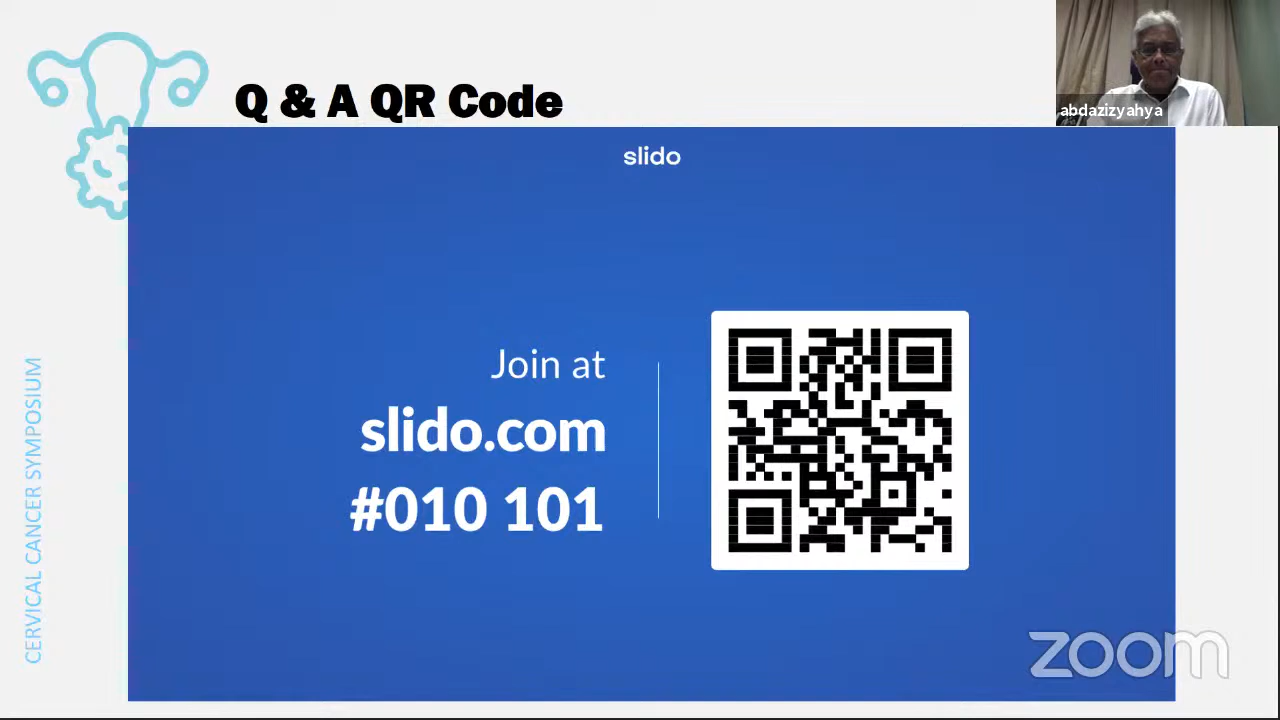 abdazizyahya
Q & A QR Code
slido
Join at
slido.com
#010 101
CERVICAL CANCER SYMPOSIUM
zoom